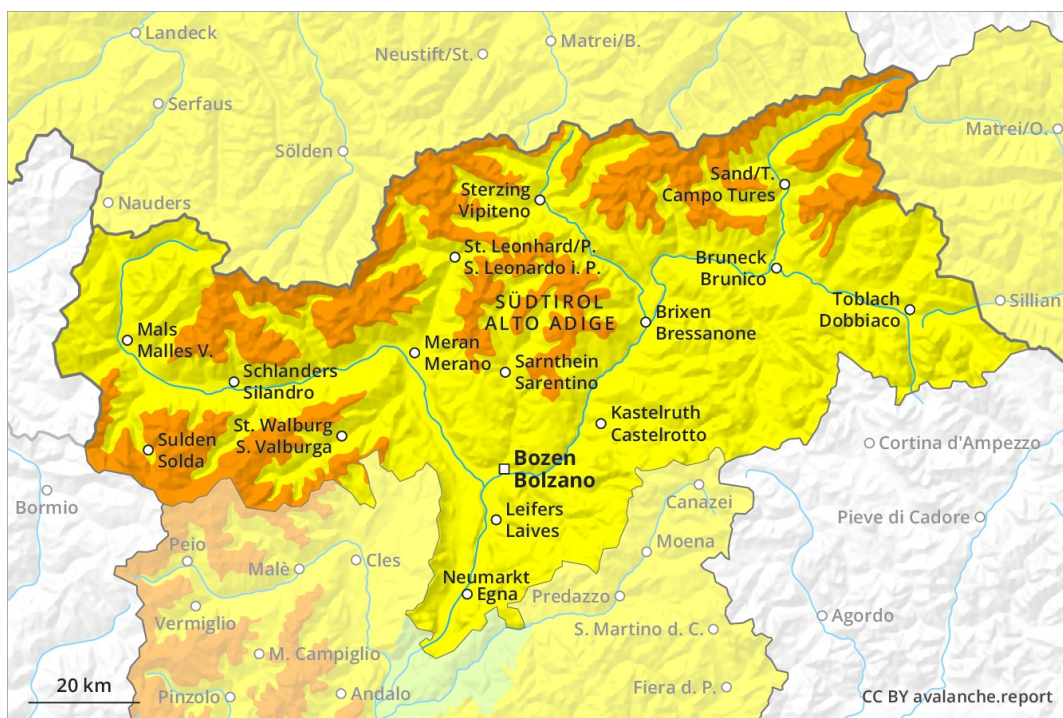 Landeck
Matrei/B.
Neustift/St.
Serfaus
Matrei/O.
Sölden
Sand/T.
Campo Tures
Sterzing
Vipiteno
Nauders
St. Leonhard/P.
S. Leonardo i. P.
Bruneck
Brunico
SÜDTIROL
ALTO ADIGE
Toblach
Dobbiaco
Sillian
Brixen
Bressanone
Mals
Malles V.
Meran
Merano
Sarnthein
Sarentino
Schlanders
Silandro
Kastelruth
Castelrotto
St. Walburg
S. Valburga
Sulden
Solda
Cortina d'Ampezzo
Bozen
Bolzano
Bormio
Canazei
Leifers
Laives
Pieve di Cadore
Moena
Peio
Cles
Malè
Neumarkt
Egna
Predazzo
Vermiglio
Agordo
S. Martino d. C.
M. Campiglio
20 km
Pinzolo
Andalo
Fiera d. P.
CC BY avalanche.report